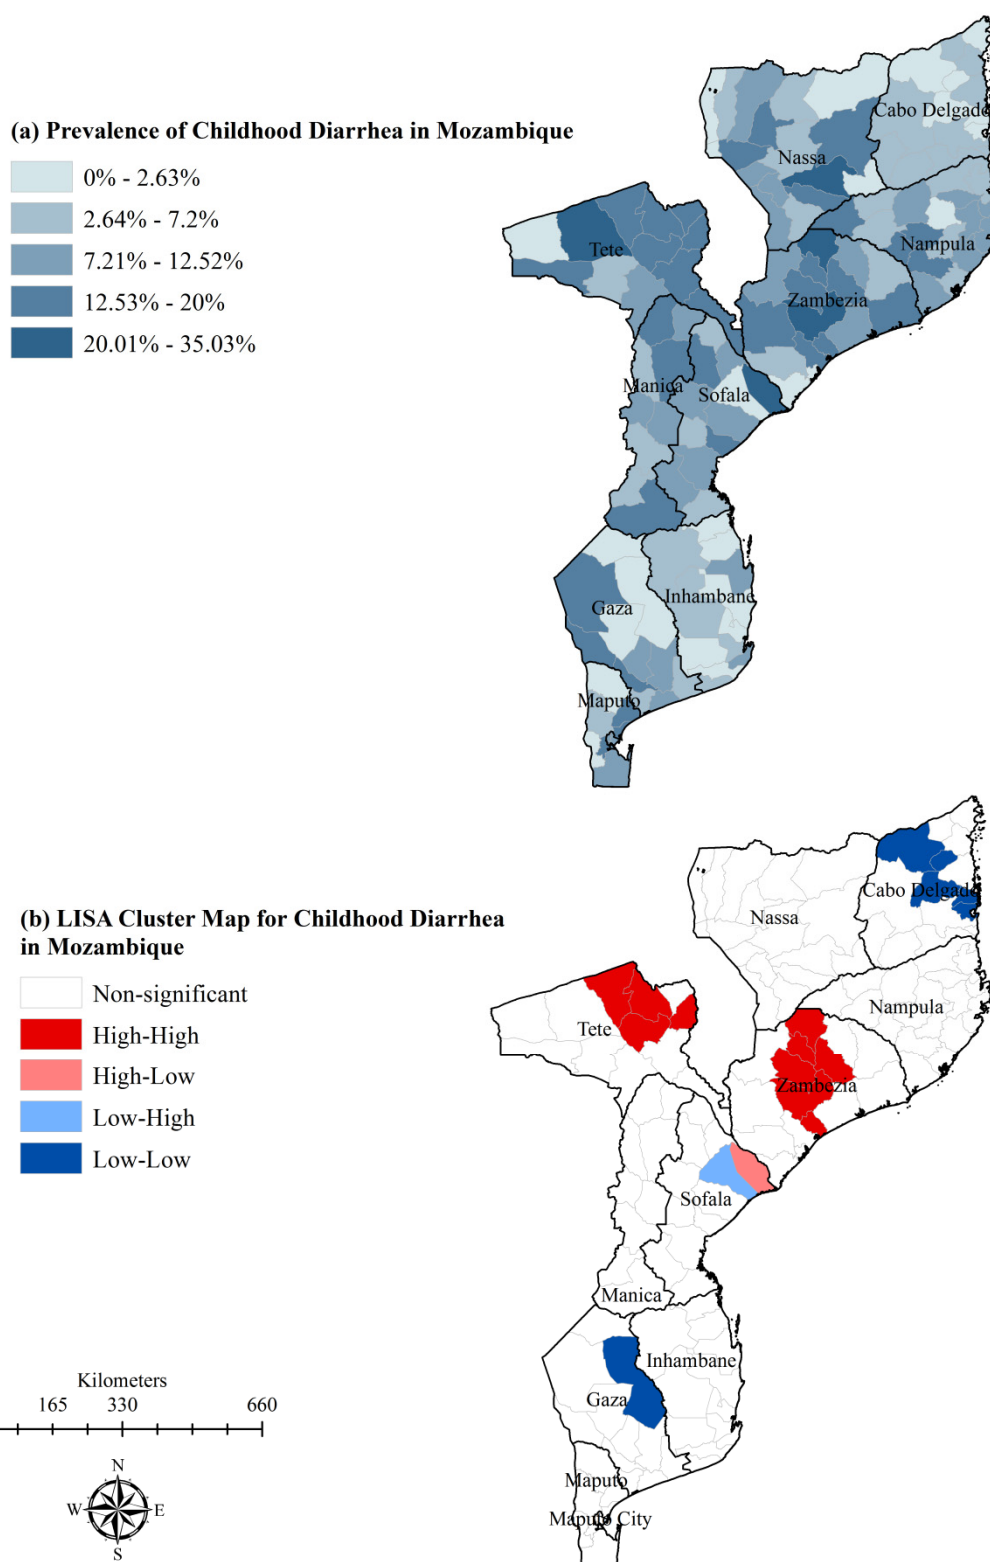 (a) Prevalence of Childhood Diarrhea in Mozambique
0% - 2.63%
2.64% - 7.2%
7.21% - 12.52%
12.53% - 20%
20.01% - 35.03%
Cabo Delgado
Nassa
Nampula
Tete
Zambezia
Manica
Sofala
Inhambane
Gaza
Maputo
(b) LISA Cluster Map for Childhood Diarrhea
in Mozambique
Non-significant
High-High
High-Low
Low-High
Low-Low
Cabo Delgado
Nassa
Nampula
Tete
Zambezia
Sofala
Manica
Inhambane
Gaza
Maputo
Maputo City
Kilometers
165 330 660
N
W E
S